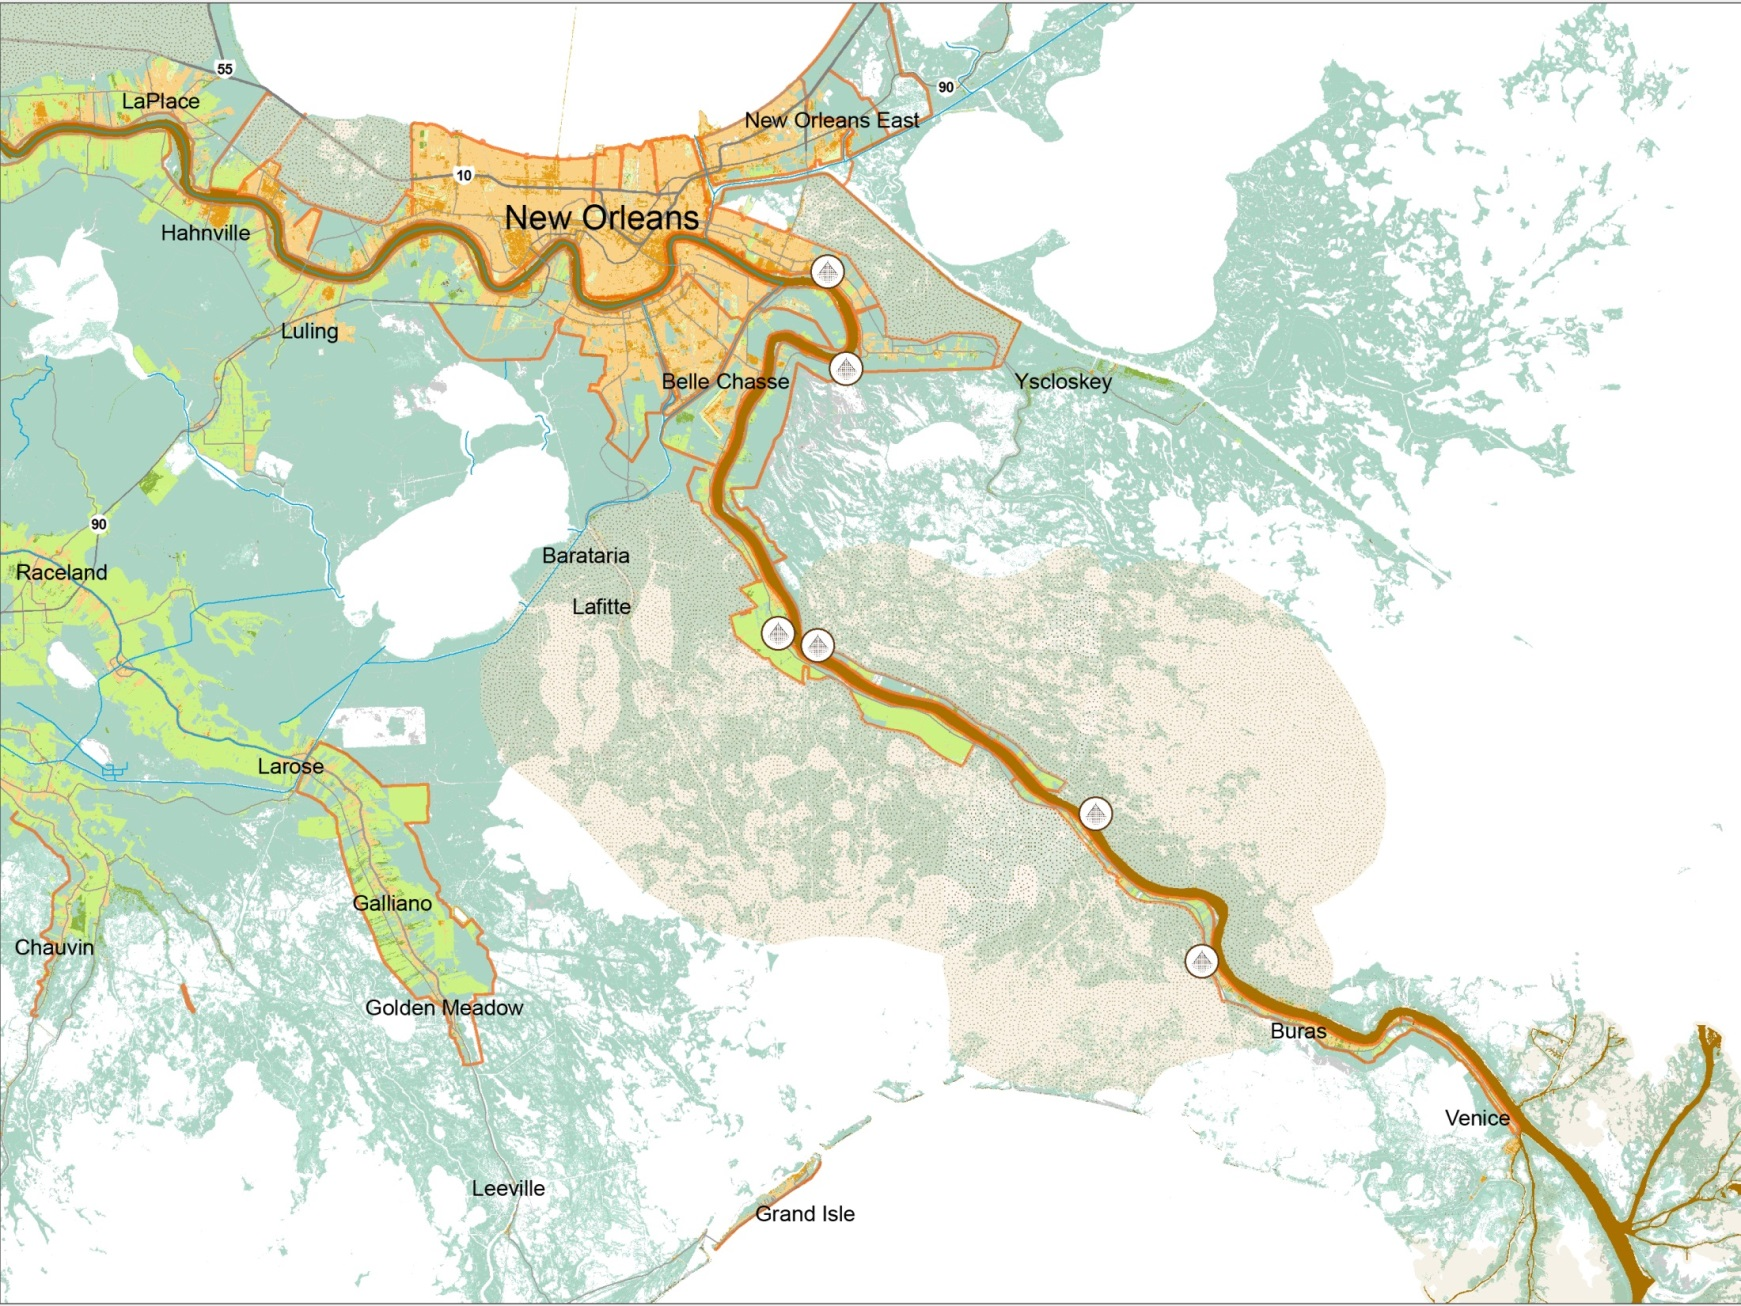 55
90
LaPlace
New Orleans East
10
New Orleans
Hahnville
Luling
Belle Chasse
Yscloskey
90
Barataria
Raceland
Lafitte
Larose
Galliano
Chauvin
Golden Meadow
Buras
Venice
Leeville
Grand Isle